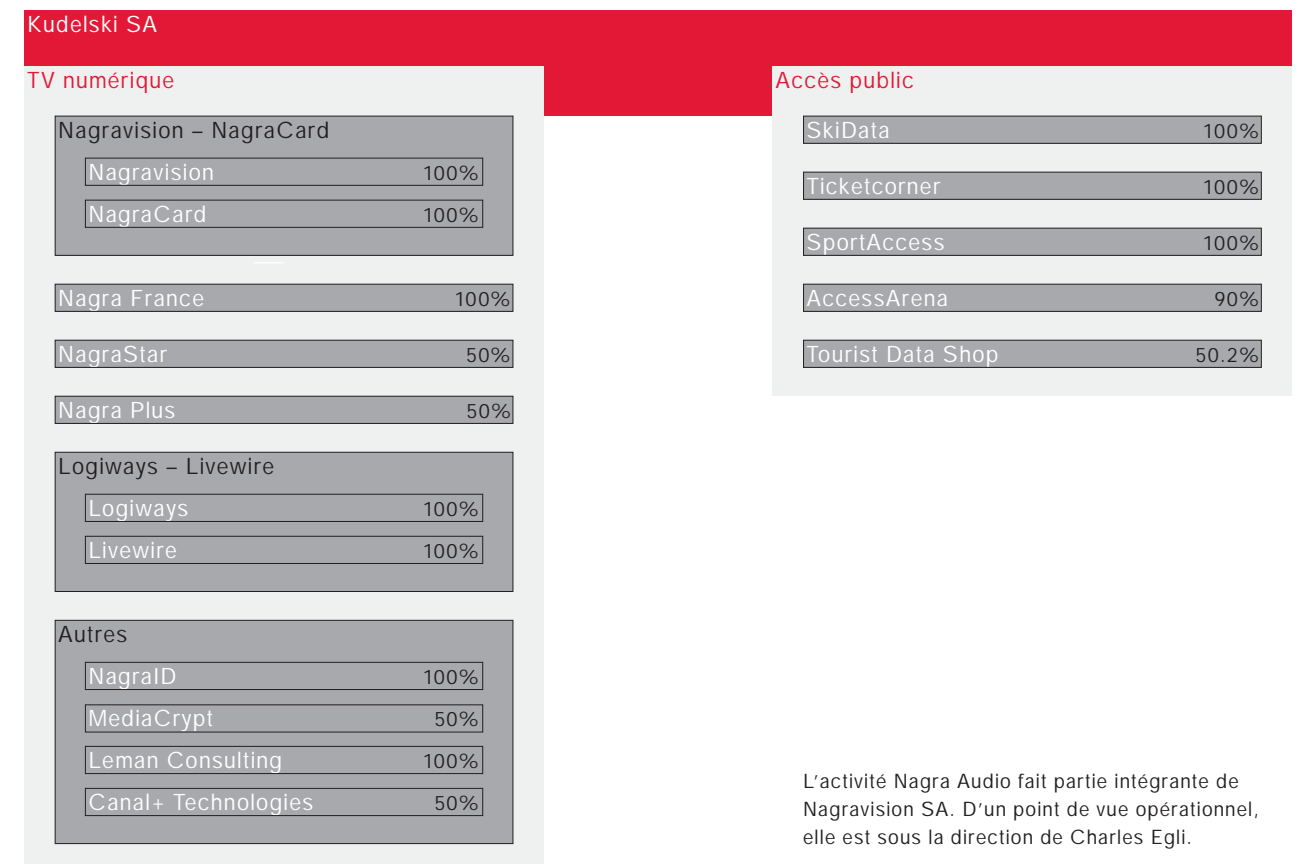 Kudelski SA
TV numérique
Nagravision – NagraCard
Nagravision 100%
NagraCard 100%
Nagra France 100%
NagraStar 50%
Nagra Plus 50%
Logiways – Livewire
Logiways 100%
Livewire 100%
Autres
NagraID 100%
MediaCrypt 50%
Leman Consulting 100%
Canal+ Technologies 50%
Accès public
SkiData 100%
Ticketcorner 100%
SportAccess 100%
AccessArena 90%
Tourist Data Shop 50.2%
L’activité Nagra Audio fait partie intégrante de
Nagravision SA. D’un point de vue opérationnel,
elle est sous la direction de Charles Egli.